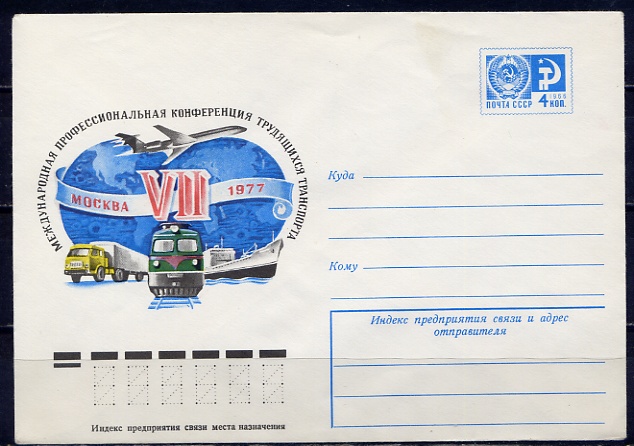 МЕЖДУНАРОДНАЯ ПРОФЕССИОНАЛЬНАЯ КОНФЕРЕНЦИЯ ТРУДЯЩИХСЯ ТРАНСПОРТА
МОСКВА VII 1977
ПОЧТА СССР 4 КОП.
1966
Куда
Кому
Индекс предприятия связи и адрес
отправителя
Индекс предприятия связи места назначения